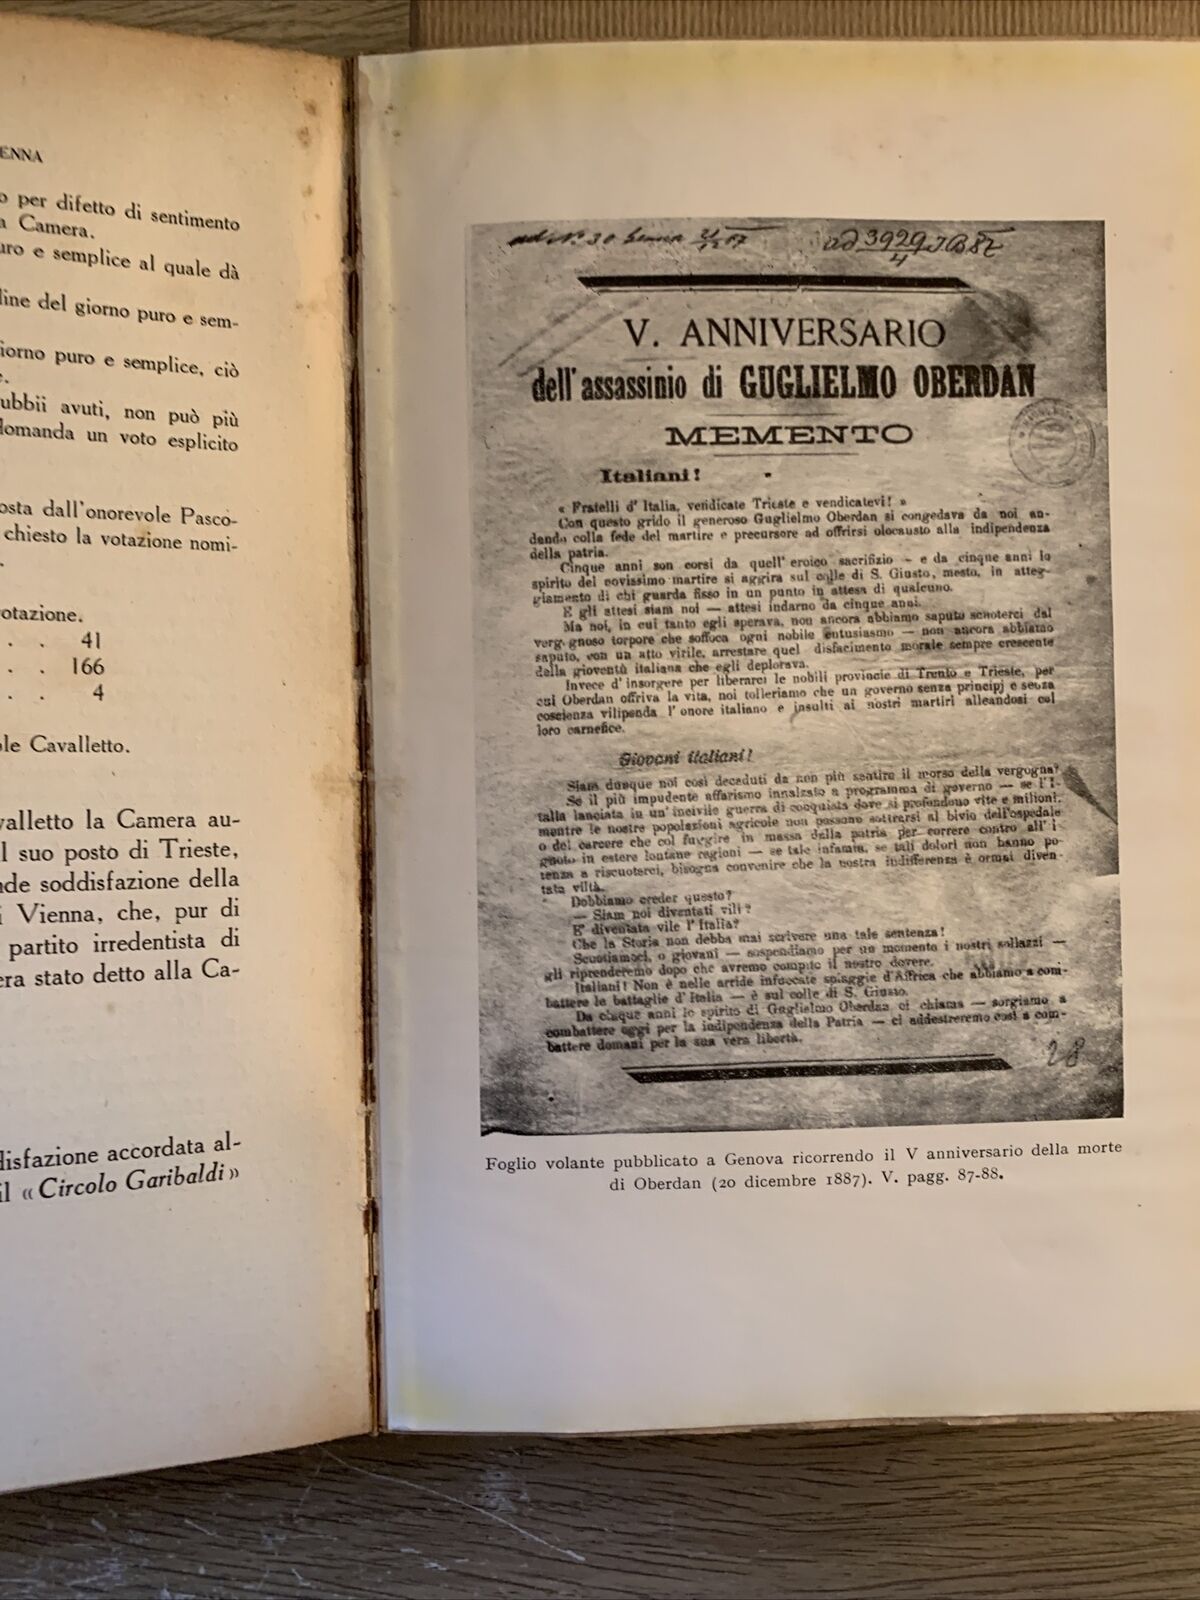 ENNA
o per difetto di sentimento
a Camera.
uro e semplice al quale dà
line del giorno puro e sem-
iorno puro e semplice, ciò
e.
ubbii avuti, non può più
domanda un voto esplicito
osta dall'onorevole Pasco-
chiesto la votazione nomi-
otazione.
. . 41
. . 166
. . 4
ole Cavalletto.
valletto la Camera au-
l suo posto di Trieste,
nde soddisfazione della
i Vienna, che, pur di
partito irredentista di
era stato detto alla Ca-
disfazione accordata al-
il «Circolo Garibaldi»
ad 3929
4
V. ANNIVERSARIO
dell'assassinio di GUGLIELMO OBERDAN
MEMENTO
Italiani!
« Fratelli d'Italia, vendicate Trieste e vendicatevi! »
Con questo grido il generoso Guglielmo Oberdan si congedava da noi an-
dando colla fede del martire e precursore ad offrirsi olocausto alla indipendenza
della patria.
Cinque anni son corsi da quell'eroico sacrifizio — e da cinque anni lo
spirito del novissimo martire si aggira sul colle di S. Giusto, mesto, in atteg-
giamento di chi guarda fisso in un punto in attesa di qualcuno.
E gli attesi siam noi — attesi indarno da cinque anni.
Ma noi, in cui tanto egli sperava, non ancora abbiamo saputo scuoterci dal
verg.gnoso torpore che soffoca ogni nobile entusiasmo — non ancora abbiamo
saputo, con un atto virile, arrestare quel disfacimento morale sempre crescente
della gioventù italiana che egli deplorava.
Invece d'insorgere per liberarci le nobili provincie di Trento e Trieste, per
cui Oberdan offriva la vita, noi tolleriamo che un governo senza principj e senza
coscienza vilipenda l'onore italiano e insulti ai nostri martiri alleandosi col
loro carnefice.
Giovani italiani!
Siam dunque noi così decaduti da non più sentire il morso della vergogna?
Se il più impudente affarismo innalzato a programma di governo — se l'I-
talia lanciata in un'incivile guerra di conquista dove si profondono vite e milioni,
mentre le nostre popolazioni agricole non possono sottrarsi al bivio dell'ospedale
o del carcere che col fuggire in massa della patria per correre contro all'i-
gnoto in estere lontane regioni — se tale infamia, se tali dolori non hanno po-
tenza a riscuoterci, bisogna convenire che la nostra indifferenza è ormai diven-
tata viltà.
Dobbiamo creder questo?
— Siam noi diventati vili?
E' diventata vile l'Italia?
Che la Storia non debba mai scrivere una tale sentenza!
Scuotiamoci, o giovani — sospendiamo per un momento i nostri sollazzi —
gli riprenderemo dopo che avremo compito il nostro dovere.
Italiani! Non è nelle arride infuocate spiaggie d'Affrica che abbiamo a com-
battere le battaglie d'Italia — è sul colle di S. Giusto.
Da cinque anni lo spirito di Guglielmo Oberdan ci chiama — sorgiamo a
combattere oggi per la indipendenza della Patria — ci addestreremo così a com-
battere domani per la sua vera libertà.
28
Foglio volante pubblicato a Genova ricorrendo il V anniversario della morte
di Oberdan (20 dicembre 1887). V. pagg. 87-88.